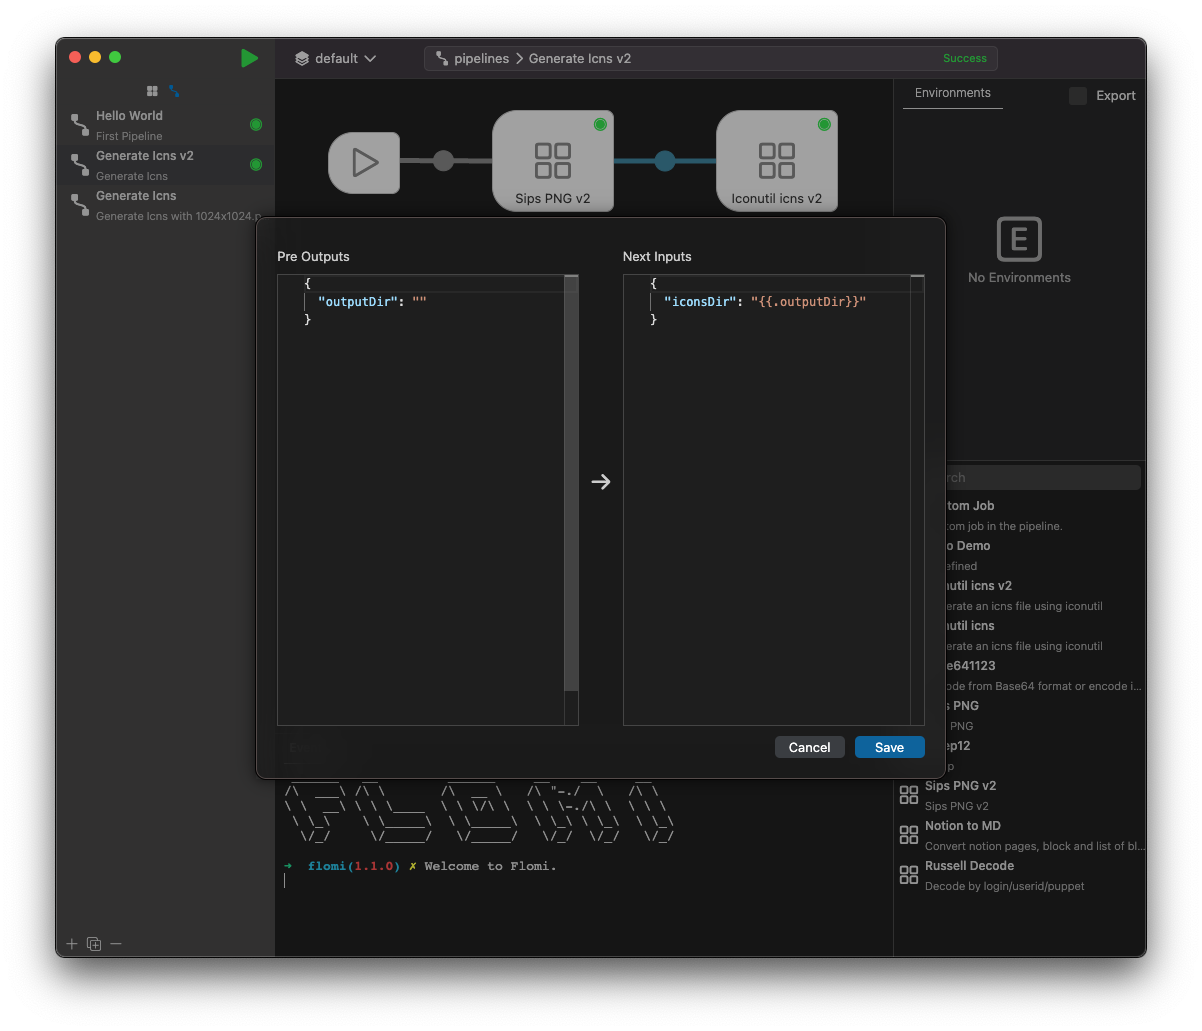 default
pipelines > Generate Icns v2
Success
Hello World
First Pipeline
Generate Icns v2
Generate Icns
Generate Icns
Generate Icns with 1024x1024.p
Sips PNG v2
Iconutil icns v2
Environments
Export
E
No Environments
Pre Outputs
Next Inputs
{
"outputDir": ""
}
{
"iconsDir": "{{.outputDir}}"
}
Cancel
Save
rch
tom Job
tom job in the pipeline.
o Demo
efined
nutil icns v2
erate an icns file using iconutil
nutil icns
erate an icns file using iconutil
e641123
ode from Base64 format or encode i...
s PNG
PNG
ep12
p
Sips PNG v2
Sips PNG v2
Notion to MD
Convert notion pages, block and list of bl...
Russell Decode
Decode by login/userid/puppet
→ flomi(1.1.0) ✗ Welcome to Flomi.